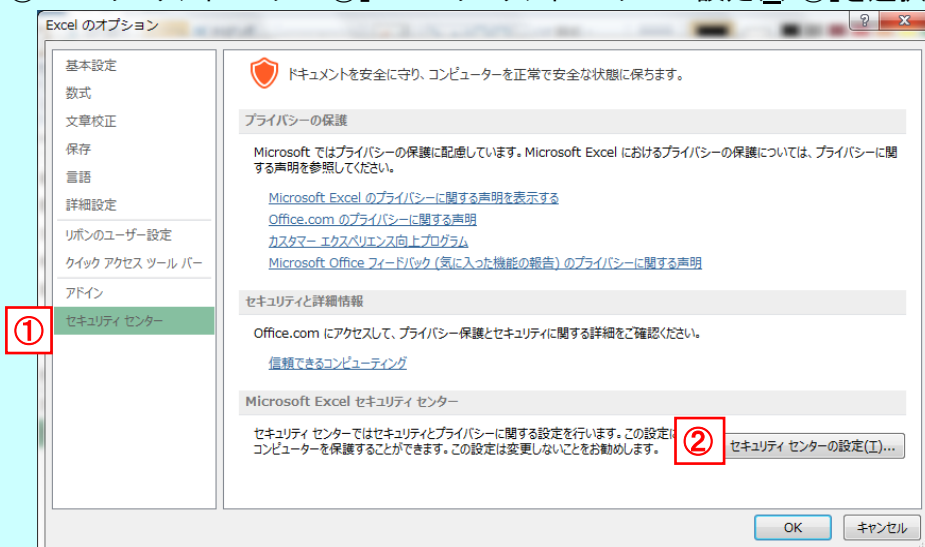 Excel のオプション
基本設定
数式
文章校正
保存
言語
詳細設定
リボンのユーザー設定
クイック アクセス ツール バー
アドイン
① セキュリティ センター
ドキュメントを安全に守り、コンピューターを正常で安全な状態に保ちます。
プライバシーの保護
Microsoft ではプライバシーの保護に配慮しています。Microsoft Excel におけるプライバシーの保護については、プライバシーに関
する声明を参照してください。
Microsoft Excel のプライバシーに関する声明を表示する
Office.com のプライバシーに関する声明
カスタマー エクスペリエンス向上プログラム
Microsoft Office フィードバック (気に入った機能の報告) のプライバシーに関する声明
セキュリティと詳細情報
Office.com にアクセスして、プライバシー保護とセキュリティに関する詳細をご確認ください。
信頼できるコンピューティング
Microsoft Excel セキュリティ センター
セキュリティ センターではセキュリティとプライバシーに関する設定を行います。この設定に
コンピューターを保護することができます。この設定は変更しないことをお勧めします。
② セキュリティ センターの設定(T)...
OK
キャンセル